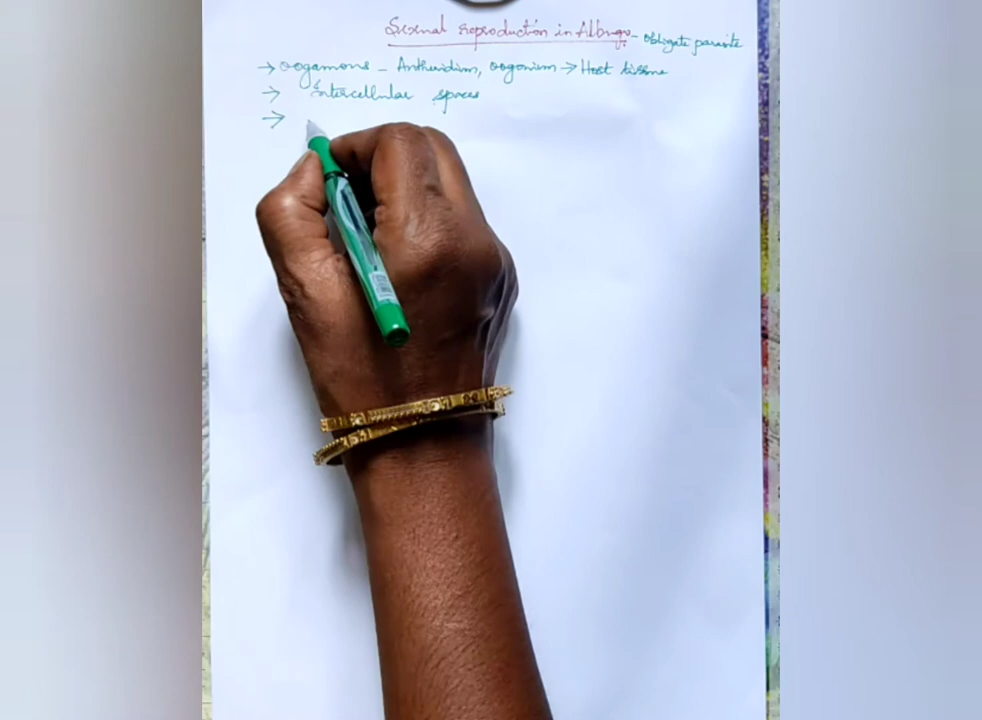 Sexual reproduction in Albugo - Obligate parasite
→ Oogamous - Antheridium, oogonium → Host tissue
→ Intercellular spaces
→